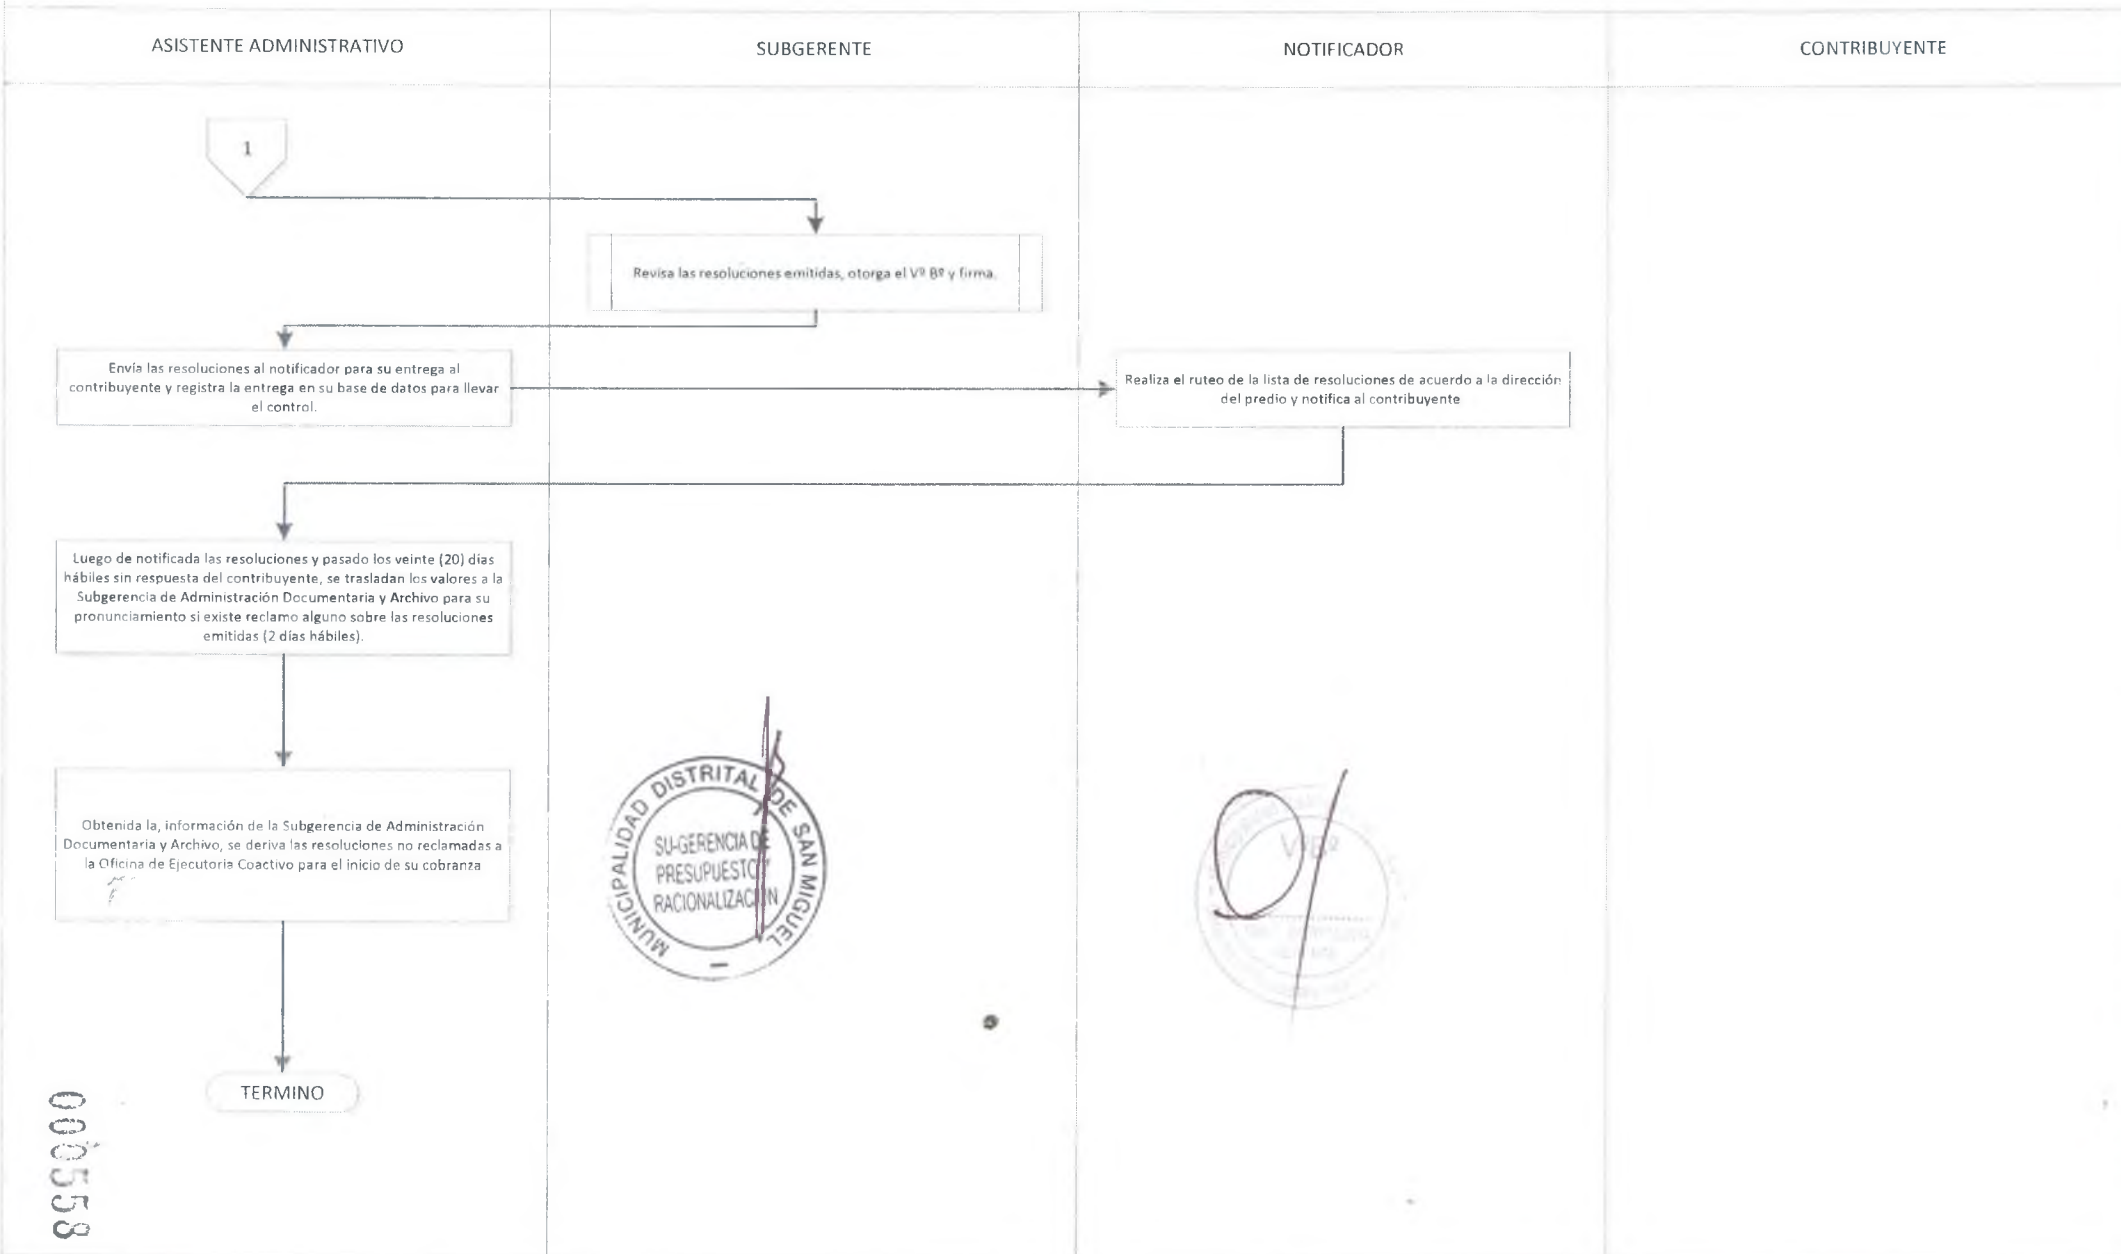 ASISTENTE ADMINISTRATIVO
SUBGERENTE
NOTIFICADOR
CONTRIBUYENTE
1
Revisa las resoluciones emitidas, otorga el Vº Bº y firma.
Envía las resoluciones al notificador para su entrega al
contribuyente y registra la entrega en su base de datos para llevar
el control.
Realiza el ruteo de la lista de resoluciones de acuerdo a la dirección
del predio y notifica al contribuyente
Luego de notificada las resoluciones y pasado los veinte (20) días
hábiles sin respuesta del contribuyente, se trasladan los valores a la
Subgerencia de Administración Documentaria y Archivo para su
pronunciamiento si existe reclamo alguno sobre las resoluciones
emitidas (2 días hábiles).
Obtenida la, información de la Subgerencia de Administración
Documentaria y Archivo, se deriva las resoluciones no reclamadas a
la Oficina de Ejecutoria Coactivo para el inicio de su cobranza
MUNICIPALIDAD DISTRITAL DE SAN MIGUEL
SU-GERENCIA DE
PRESUPUESTO Y
RACIONALIZACIÓN
VºBº
TERMINO
000558